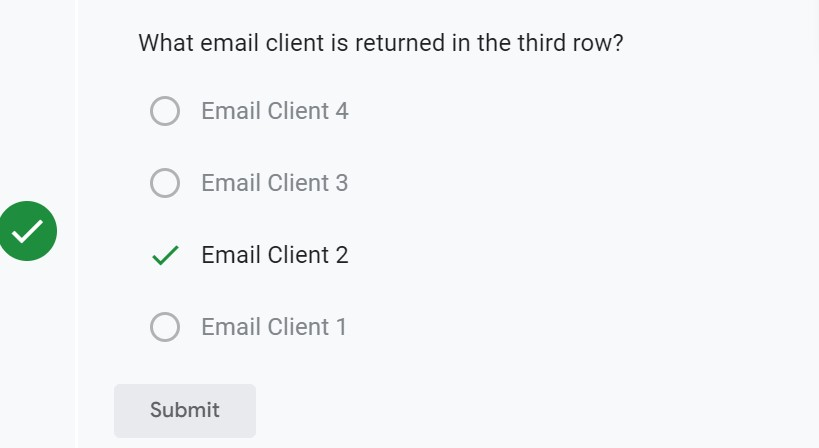 What email client is returned in the third row?
Email Client 4
Email Client 3
Email Client 2
Email Client 1
Submit